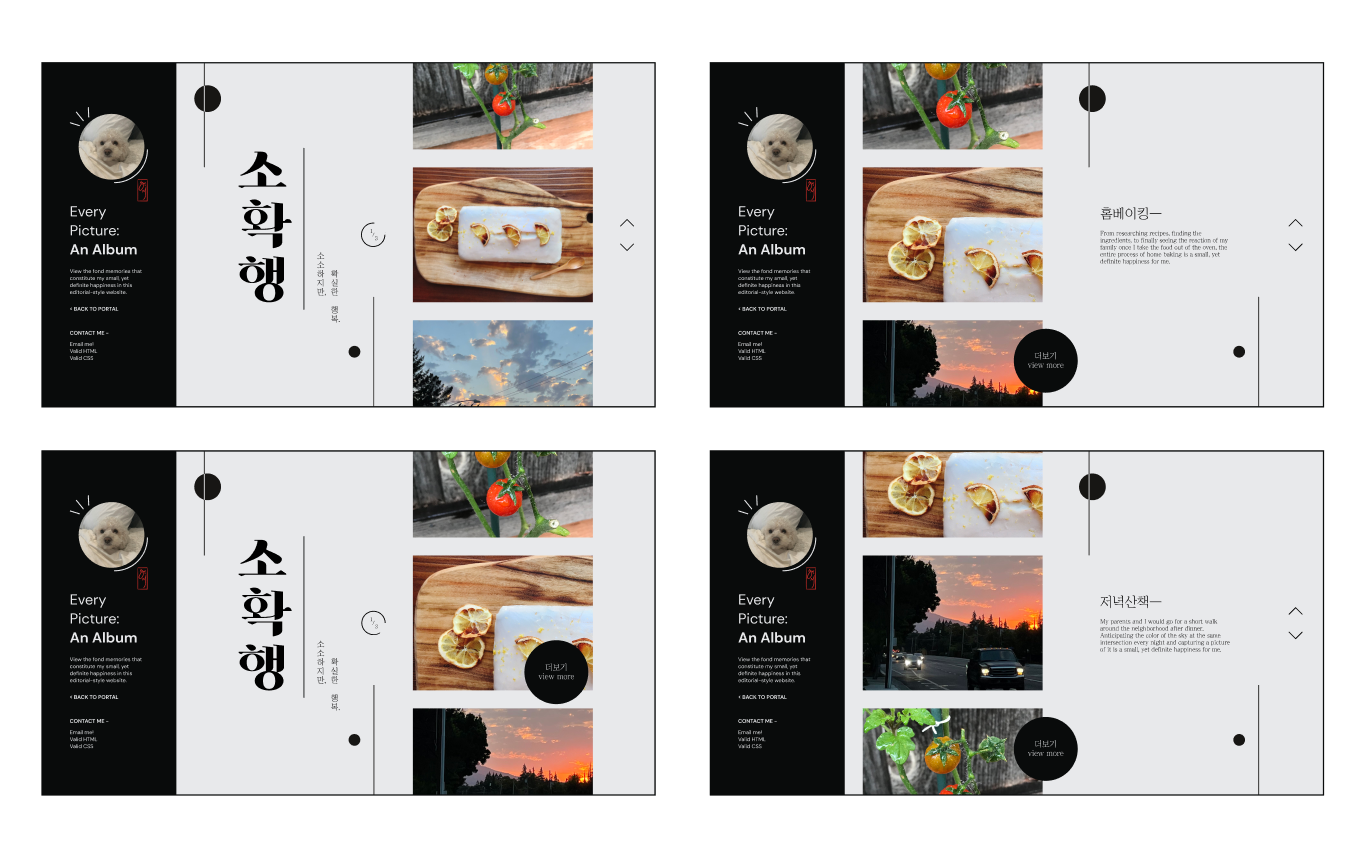 Every
Picture:
An Album
View the fond memories that
constitute my small, yet
definite happiness in this
editorial-style website.
< BACK TO PORTAL
CONTACT ME –
Email me!
Valid HTML
Valid CSS
소확행
소소하지만,
확실한 행복.
1/3
Every
Picture:
An Album
View the fond memories that
constitute my small, yet
definite happiness in this
editorial-style website.
< BACK TO PORTAL
CONTACT ME –
Email me!
Valid HTML
Valid CSS
홈베이킹—
From researching recipes, finding the
ingredients, to finally seeing the reaction of my
family once I take the food out of the oven, the
entire process of home baking is a small, yet
definite happiness for me.
더보기
view more
Every
Picture:
An Album
View the fond memories that
constitute my small, yet
definite happiness in this
editorial-style website.
< BACK TO PORTAL
CONTACT ME –
Email me!
Valid HTML
Valid CSS
소확행
소소하지만,
확실한 행복.
1/3
더보기
view more
Every
Picture:
An Album
View the fond memories that
constitute my small, yet
definite happiness in this
editorial-style website.
< BACK TO PORTAL
CONTACT ME –
Email me!
Valid HTML
Valid CSS
저녁산책—
My parents and I would go for a short walk
around the neighborhood after dinner.
Anticipating the color of the sky at the same
intersection every night and capturing a picture
of it is a small, yet definite happiness for me.
더보기
view more